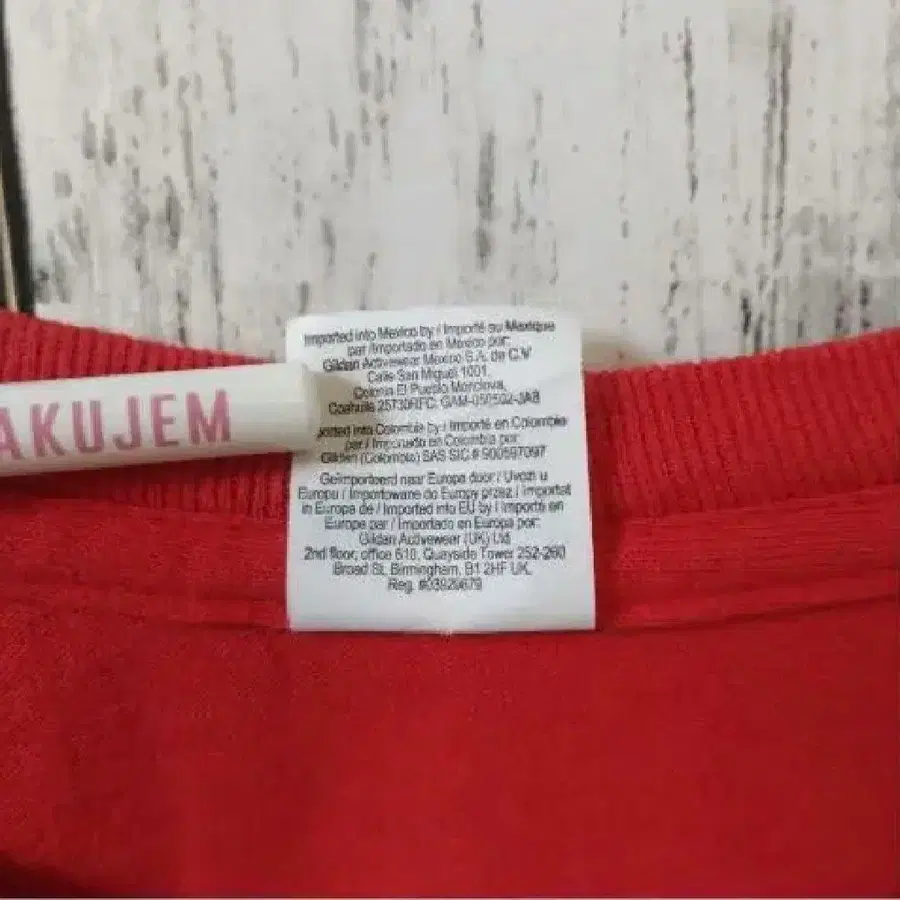 AKUJEM
Imported into Mexico by / Importé au Mexique
par / Importado en Mexico por:
Gildan Activewear Mexico S.A. de C.V
Calle San Miguel 1001,
Colonia El Pueblo Monclova,
Coahuila 25730RFC: GAM-050502-JAB
Imported into Colombia by / Importé en Colombie
par / Importado en Colombia por:
Gildan (Colombia) SAS SIC # 900597097
Geïmporteerd naar Europa door / Uvozi u
Europu / Importowane do Europy przez / Importat
in Europa de / Imported into EU by / Importé en
Europe par / Importado en Europa por:
Gildan Activewear (UK) Ltd
2nd floor, office 610, Quayside Tower 252-260
Broad St, Birmingham, B1 2HF UK,
Reg. #03929679